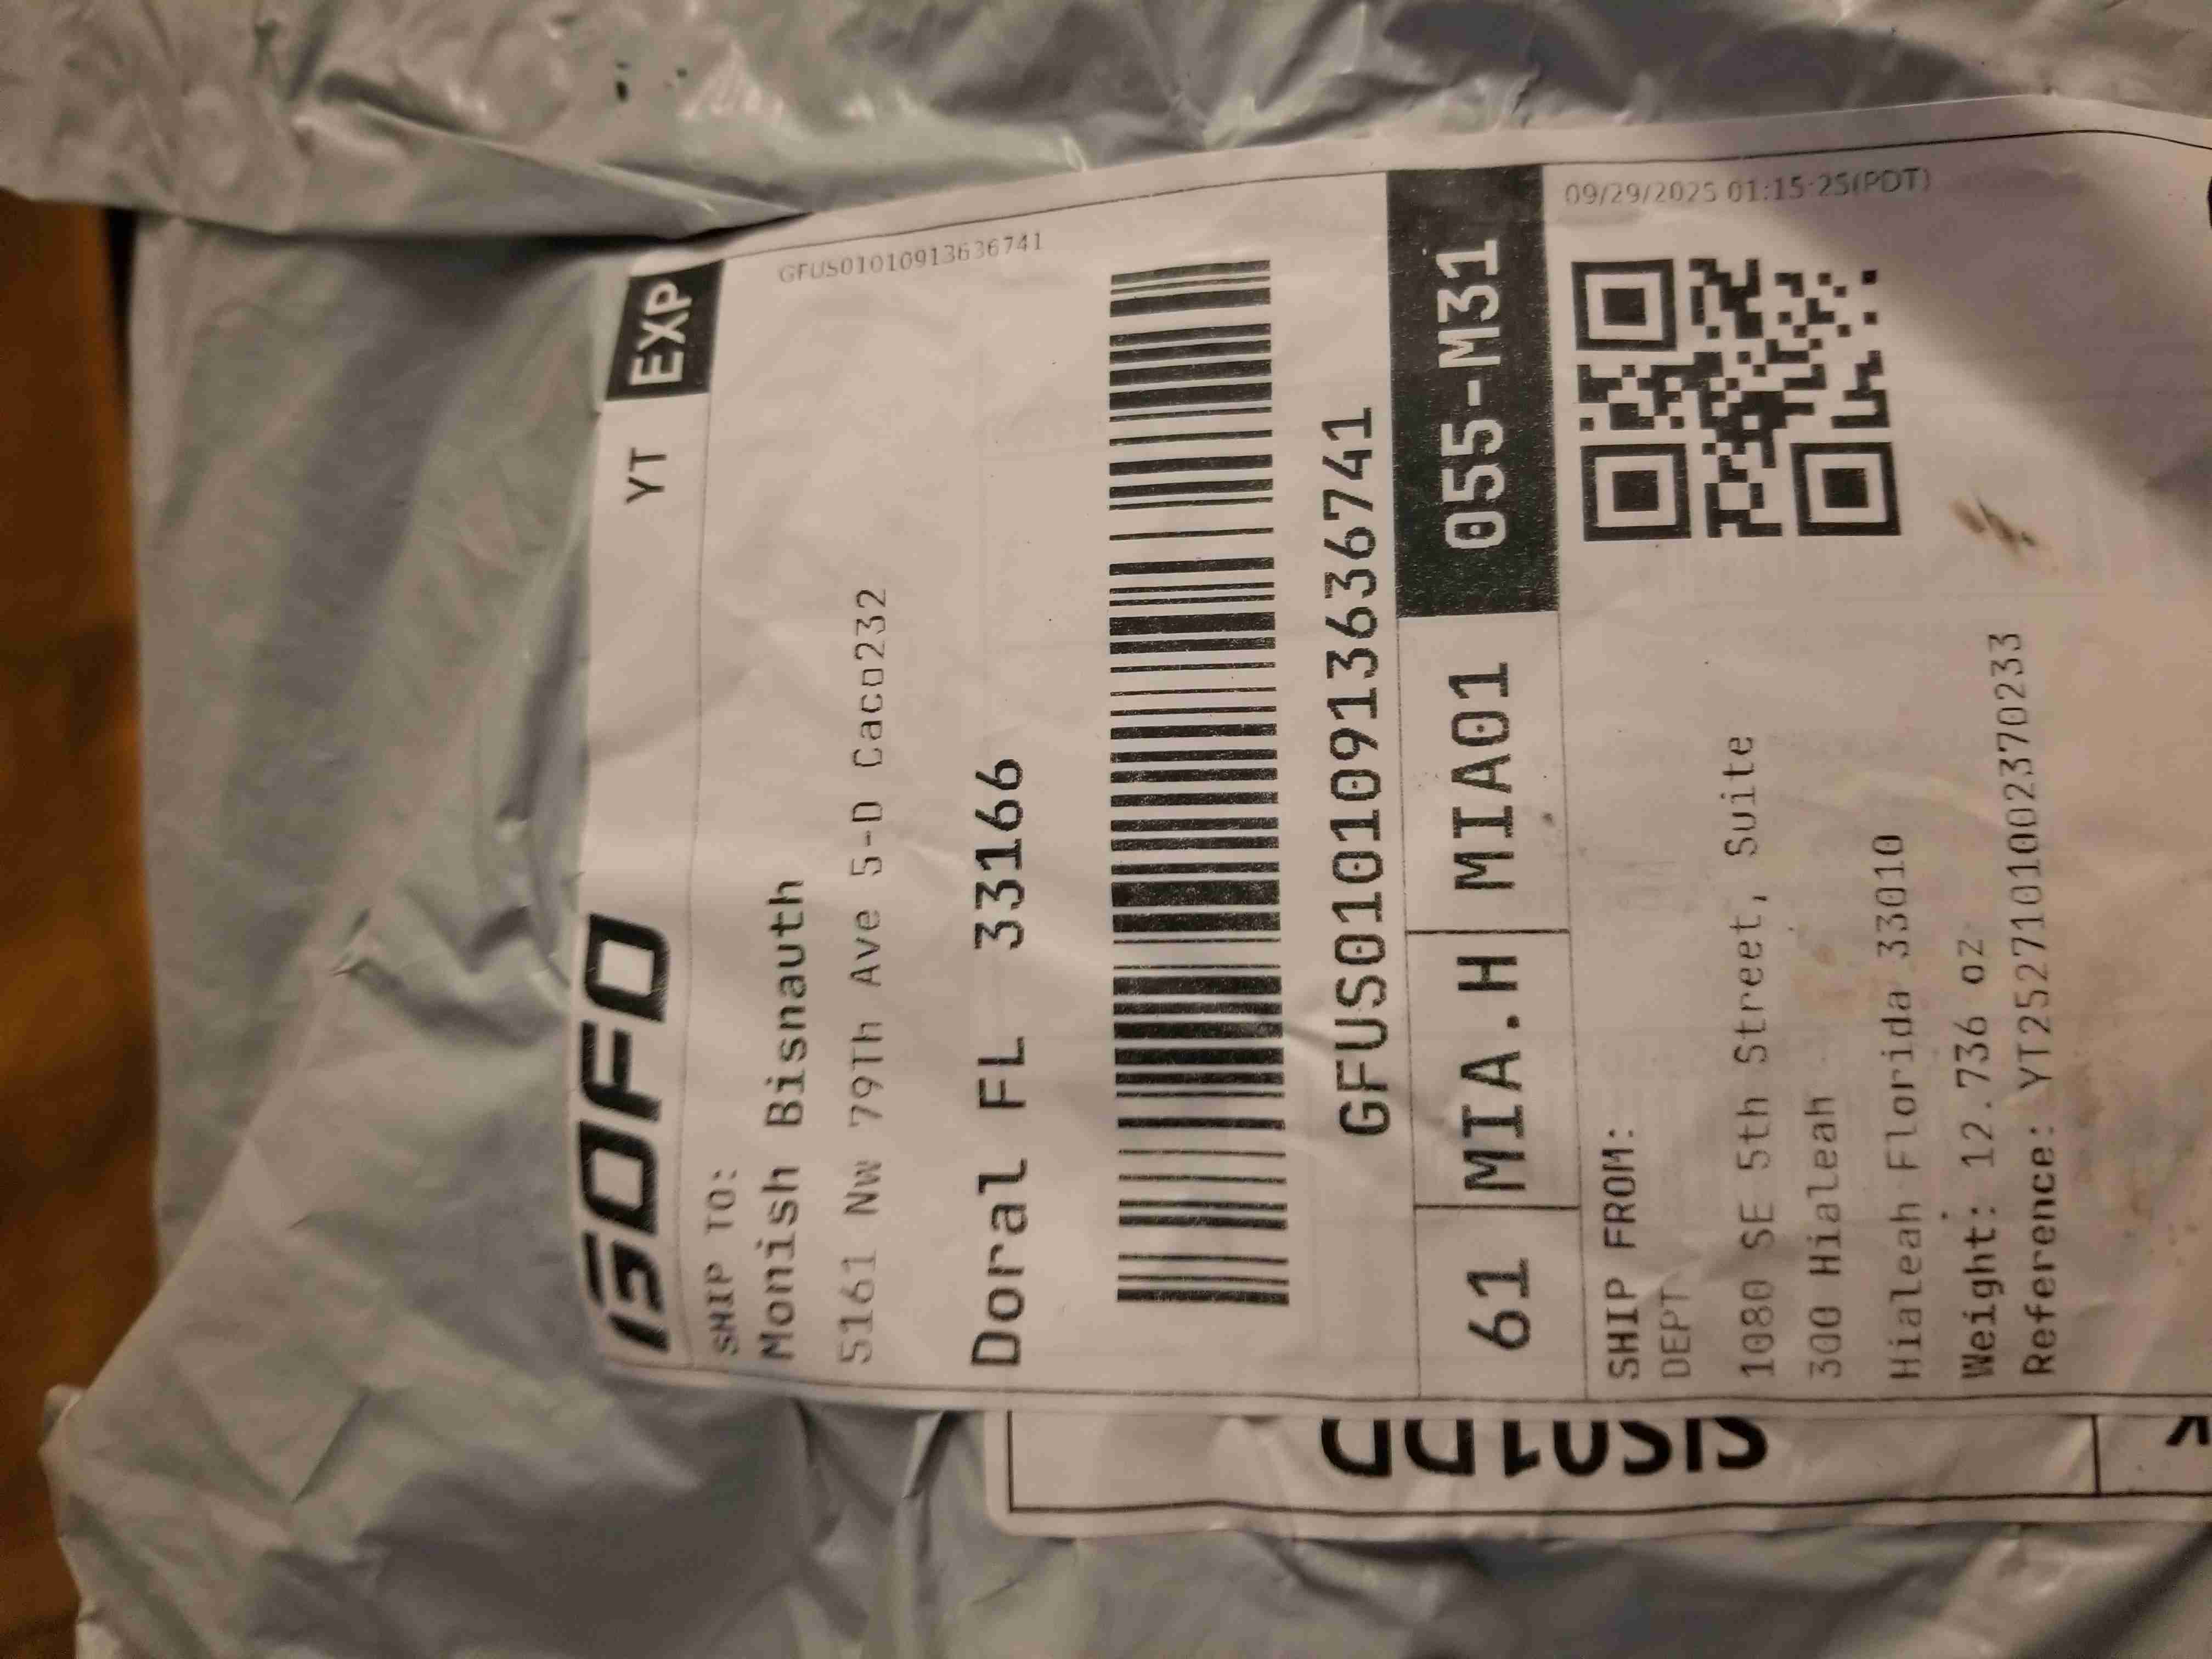 GOFO YT EXP
GFUS01010913636741
SHIP TO:
Monish Bisnauth
5161 Nw 79Th Ave 5-D Caco232
Doral FL 33166
GFUS01010913636741
61 MIA.H MIA01 055-M31
09/29/2025 01:15:25(PDT)
SHIP FROM:
DEPT
1080 SE 5th Street, Suite
300 Hialeah
Hialeah Florida 33010
Weight: 12.736 oz
Reference: YT2527101002370233